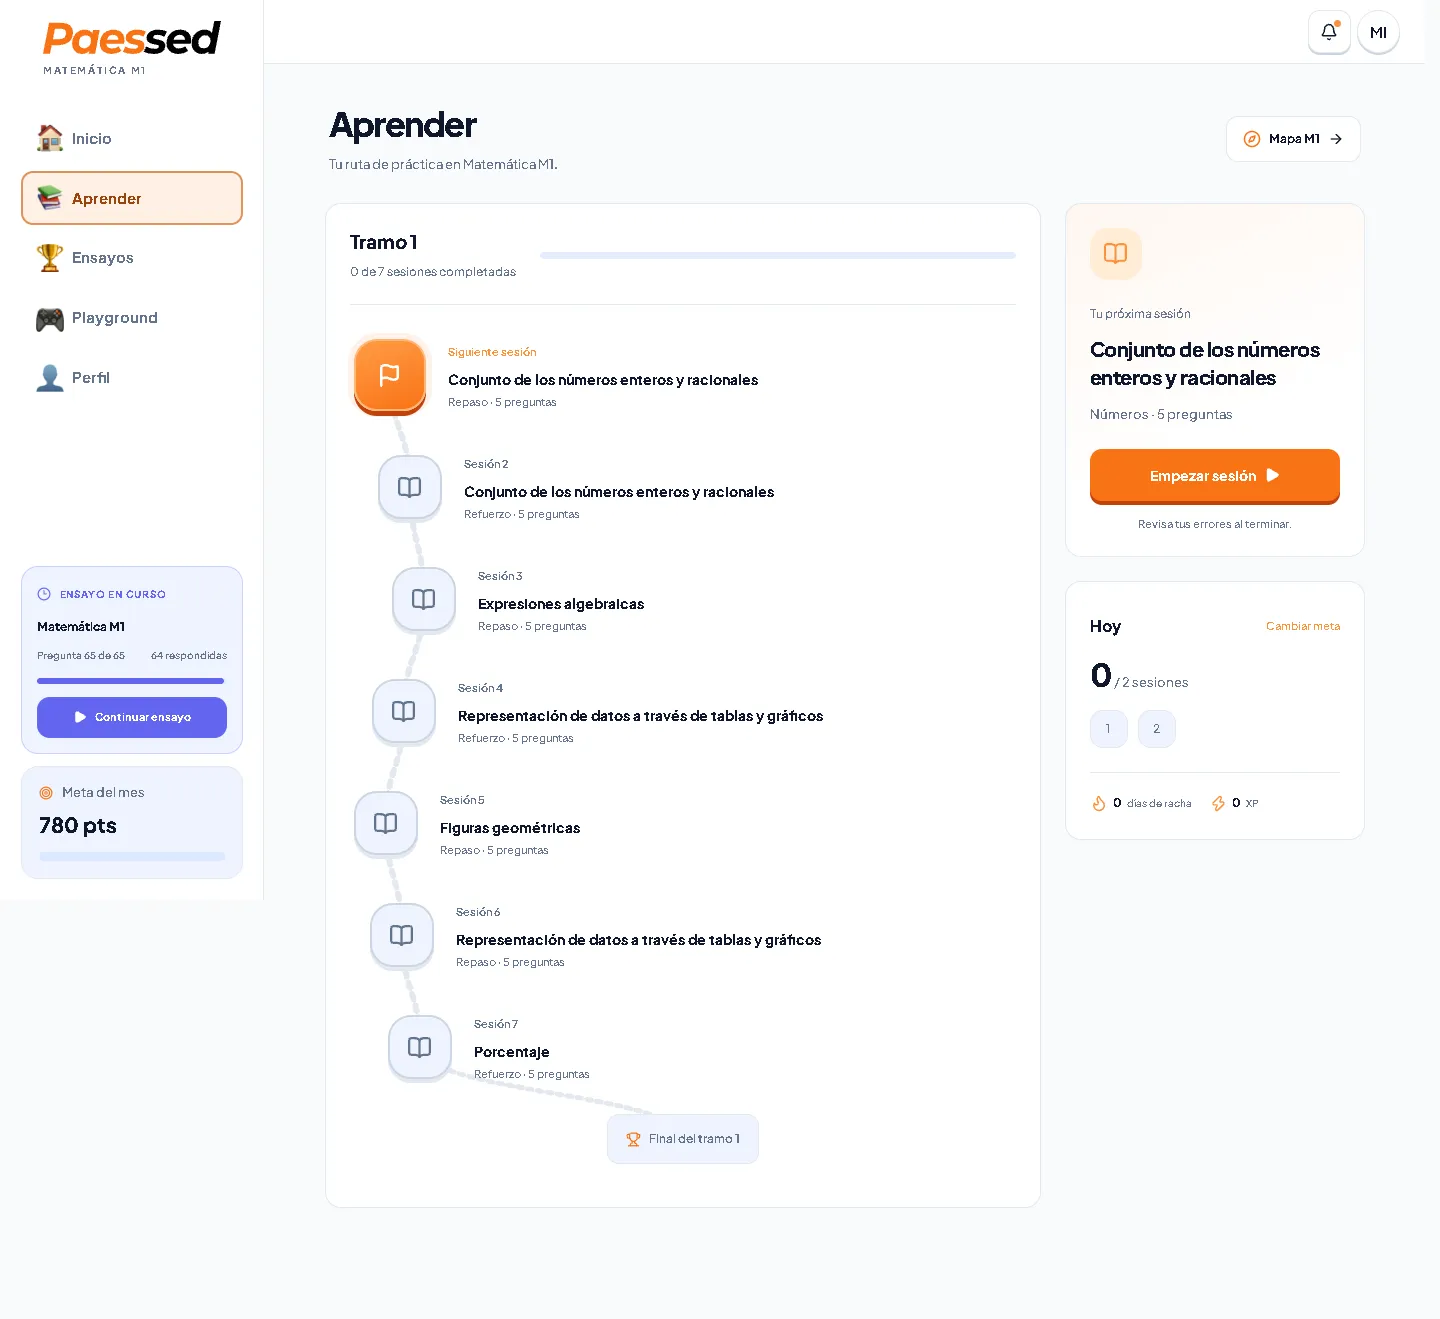 Paessed
MATEMÁTICA M1
Inicio
Aprender
Ensayos
Playground
Perfil
ENSAYO EN CURSO
Matemática M1
Pregunta 65 de 65
64 respondidas
Continuar ensayo
Meta del mes
780 pts
MI
Aprender
Tu ruta de práctica en Matemática M1.
Mapa M1
Tramo 1
0 de 7 sesiones completadas
Siguiente sesión
Conjunto de los números enteros y racionales
Repaso · 5 preguntas
Sesión 2
Conjunto de los números enteros y racionales
Refuerzo · 5 preguntas
Sesión 3
Expresiones algebraicas
Repaso · 5 preguntas
Sesión 4
Representación de datos a través de tablas y gráficos
Refuerzo · 5 preguntas
Sesión 5
Figuras geométricas
Repaso · 5 preguntas
Sesión 6
Representación de datos a través de tablas y gráficos
Repaso · 5 preguntas
Sesión 7
Porcentaje
Refuerzo · 5 preguntas
Final del tramo 1
Tu próxima sesión
Conjunto de los números
enteros y racionales
Números · 5 preguntas
Empezar sesión
Revisa tus errores al terminar.
Hoy
Cambiar meta
0 / 2 sesiones
1
2
0 días de racha
0 XP